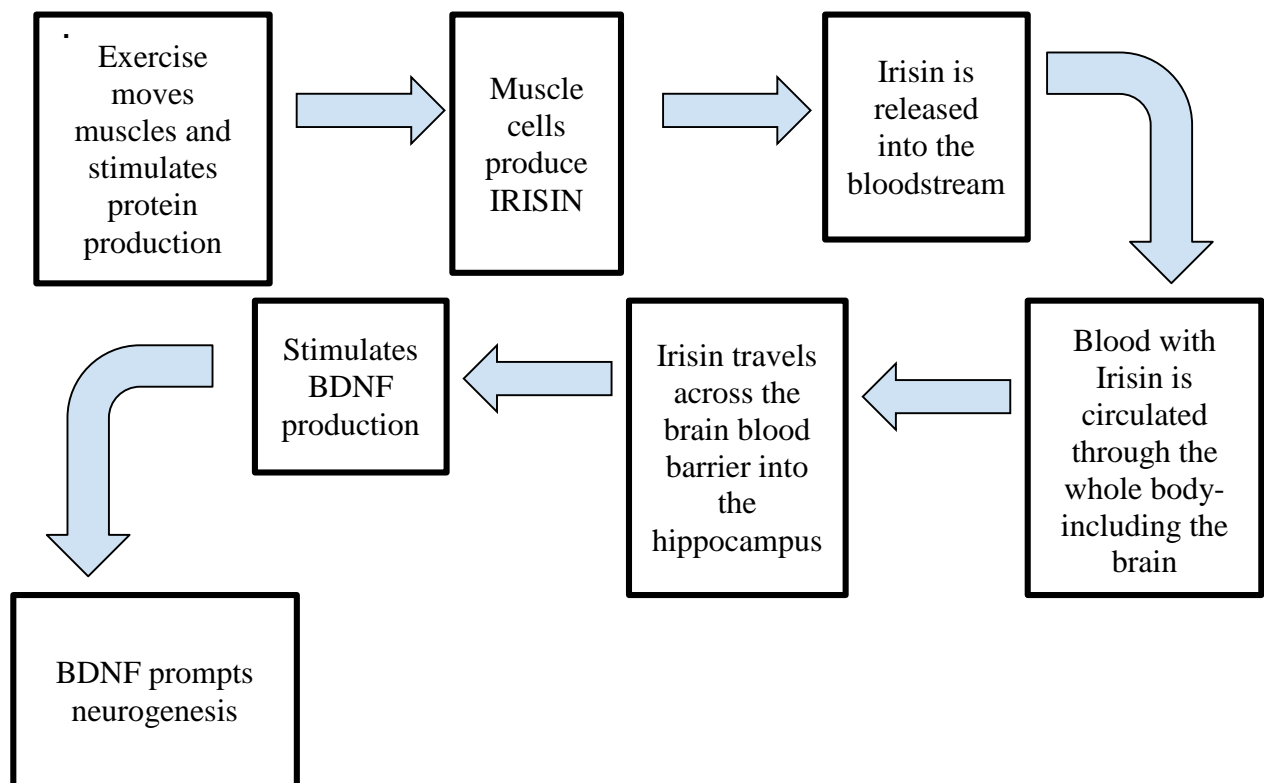 Exercise
moves
muscles and
stimulates
protein
production
Muscle
cells
produce
IRISIN
Irisin is
released
into the
bloodstream
Blood with
Irisin is
circulated
through the
whole body-
including the
brain
Irisin travels
across the
brain blood
barrier into
the
hippocampus
Stimulates
BDNF
production
BDNF prompts
neurogenesis